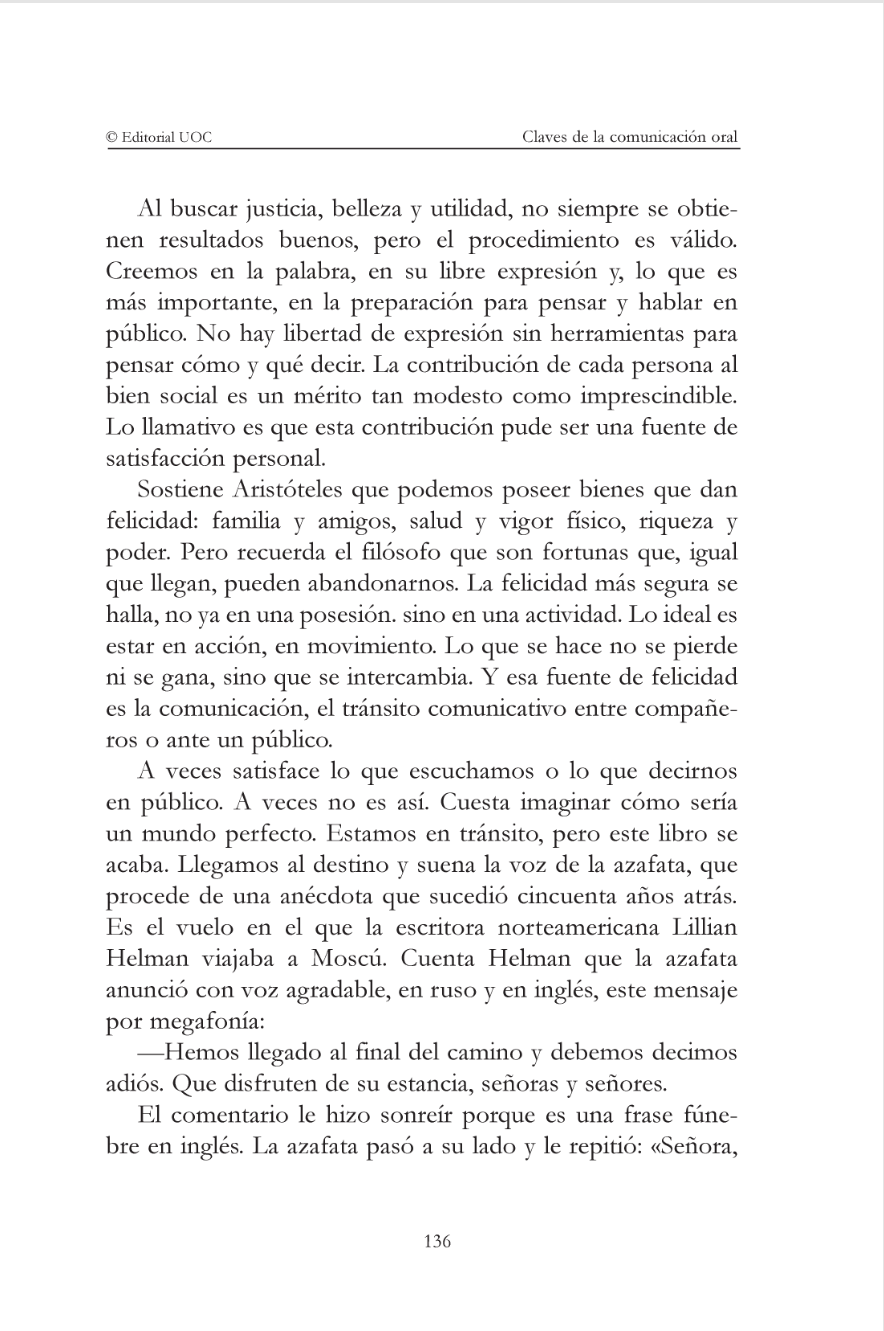 © Editorial UOC
Claves de la comunicación oral
Al buscar justicia, belleza y utilidad, no siempre se obtie-
nen resultados buenos, pero el procedimiento es válido.
Creemos en la palabra, en su libre expresión y, lo que es
más importante, en la preparación para pensar y hablar en
público. No hay libertad de expresión sin herramientas para
pensar cómo y qué decir. La contribución de cada persona al
bien social es un mérito tan modesto como imprescindible.
Lo llamativo es que esta contribución pude ser una fuente de
satisfacción personal.
Sostiene Aristóteles que podemos poseer bienes que dan
felicidad: familia y amigos, salud y vigor físico, riqueza y
poder. Pero recuerda el filósofo que son fortunas que, igual
que llegan, pueden abandonarnos. La felicidad más segura se
halla, no ya en una posesión. sino en una actividad. Lo ideal es
estar en acción, en movimiento. Lo que se hace no se pierde
ni se gana, sino que se intercambia. Y esa fuente de felicidad
es la comunicación, el tránsito comunicativo entre compañe-
ros o ante un público.
A veces satisface lo que escuchamos o lo que decirnos
en público. A veces no es así. Cuesta imaginar cómo sería
un mundo perfecto. Estamos en tránsito, pero este libro se
acaba. Llegamos al destino y suena la voz de la azafata, que
procede de una anécdota que sucedió cincuenta años atrás.
Es el vuelo en el que la escritora norteamericana Lillian
Helman viajaba a Moscú. Cuenta Helman que la azafata
anunció con voz agradable, en ruso y en inglés, este mensaje
por megafonía:
—Hemos llegado al final del camino y debemos decimos
adiós. Que disfruten de su estancia, señoras y señores.
El comentario le hizo sonreír porque es una frase fúne-
bre en inglés. La azafata pasó a su lado y le repitió: «Señora,
136